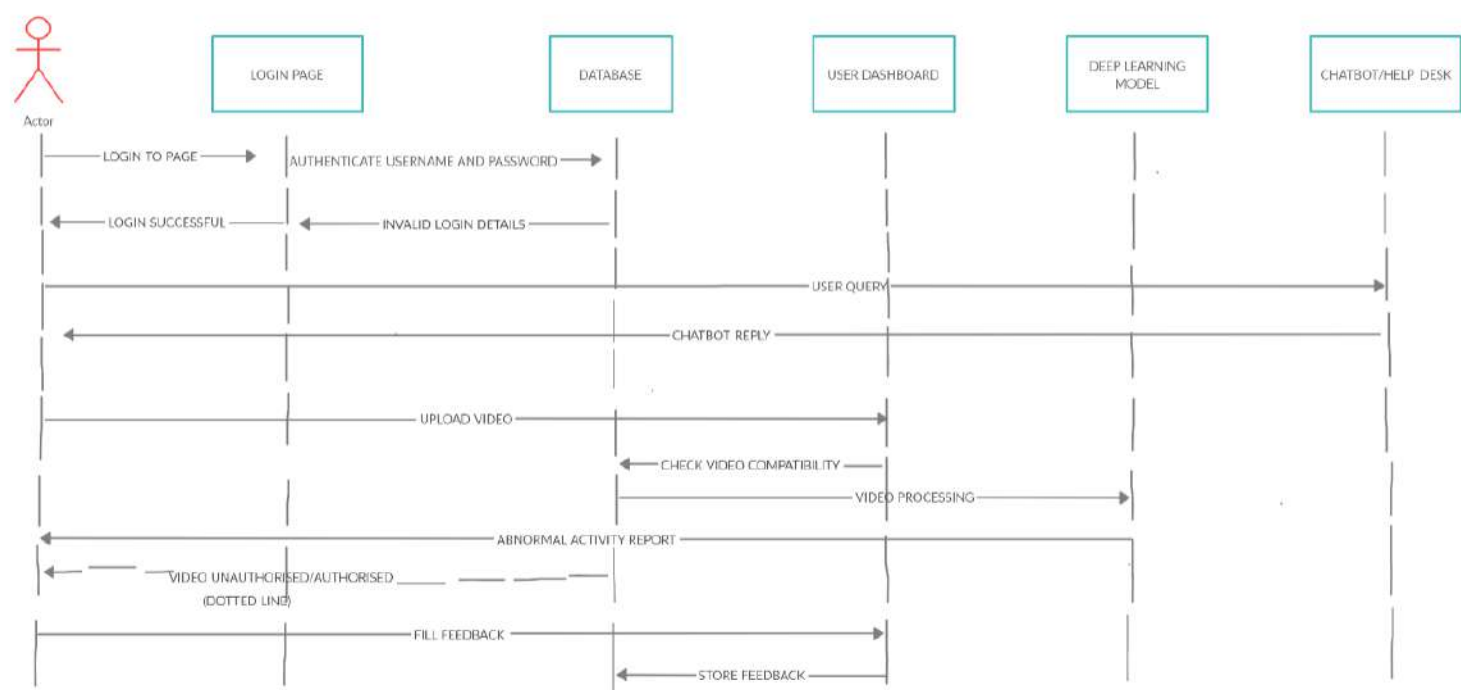 LOGIN PAGE
DATABASE
USER DASHBOARD
DEEP LEARNING
MODEL
CHATBOT/HELP DESK
Actor
LOGIN TO PAGE
AUTHENTICATE USERNAME AND PASSWORD
LOGIN SUCCESSFUL
INVALID LOGIN DETAILS
USER QUERY
CHATBOT REPLY
UPLOAD VIDEO
CHECK VIDEO COMPATIBILITY
VIDEO PROCESSING
ABNORMAL ACTIVITY REPORT
VIDEO UNAUTHORISED/AUTHORISED
(DOTTED LINE)
FILL FEEDBACK
STORE FEEDBACK